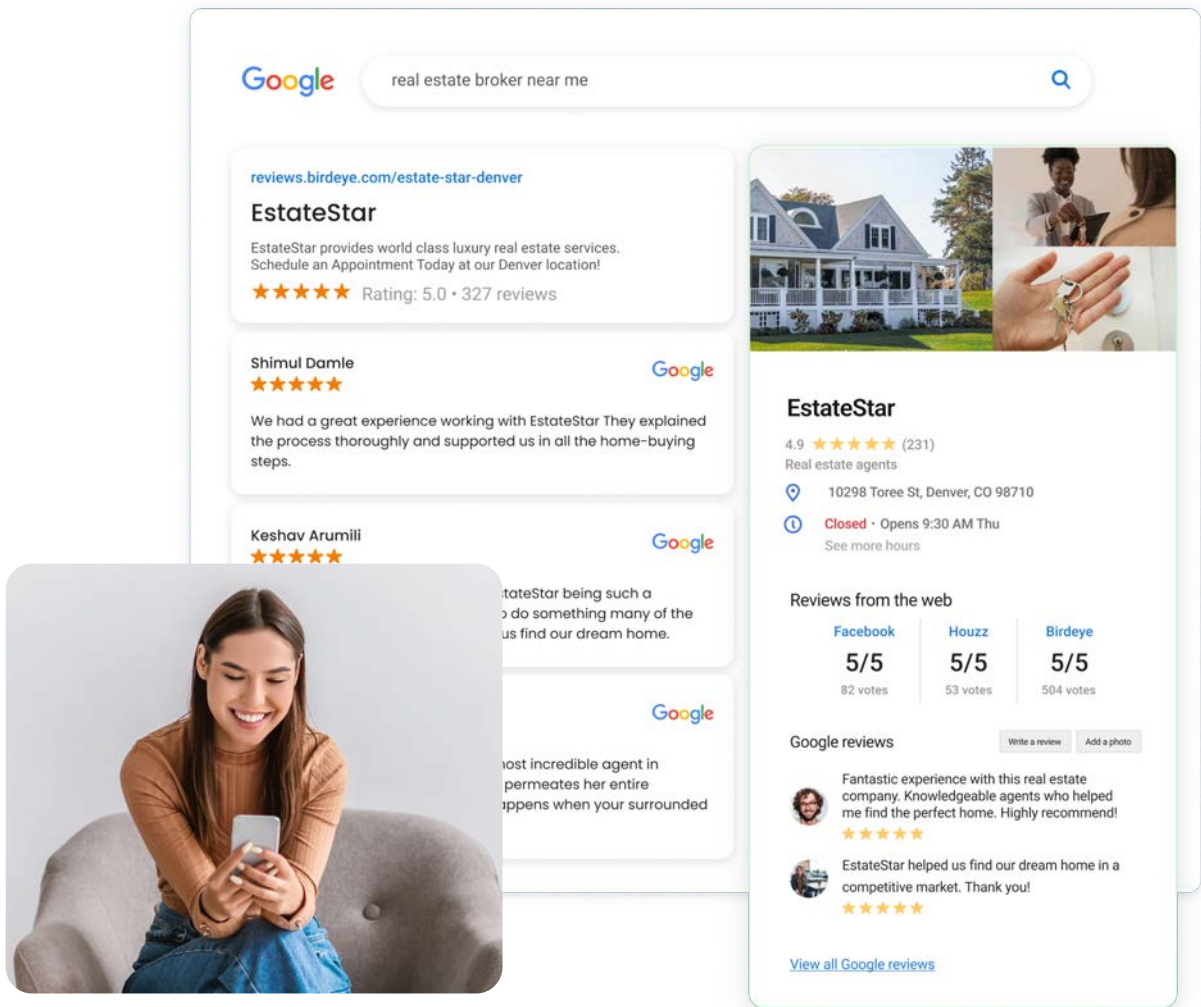 Google
real estate broker near me
reviews.birdeye.com/estate-star-denver
EstateStar
EstateStar provides world class luxury real estate services.
Schedule an Appointment Today at our Denver location!
Rating: 5.0 • 327 reviews
Shimul Damle
Google
We had a great experience working with EstateStar They explained
the process thoroughly and supported us in all the home-buying
steps.
Keshav Arumili
Google
tateStar being such a
do something many of the
us find our dream home.
Google
ost incredible agent in
permeates her entire
appens when your surrounded
EstateStar
4.9 (231)
Real estate agents
10298 Toree St, Denver, CO 98710
Closed · Opens 9:30 AM Thu
See more hours
Reviews from the web
Facebook Houzz Birdeye
5/5 5/5 5/5
82 votes 53 votes 504 votes
Google reviews
Write a review Add a photo
Fantastic experience with this real estate
company. Knowledgeable agents who helped
me find the perfect home. Highly recommend!
EstateStar helped us find our dream home in a
competitive market. Thank you!
View all Google reviews